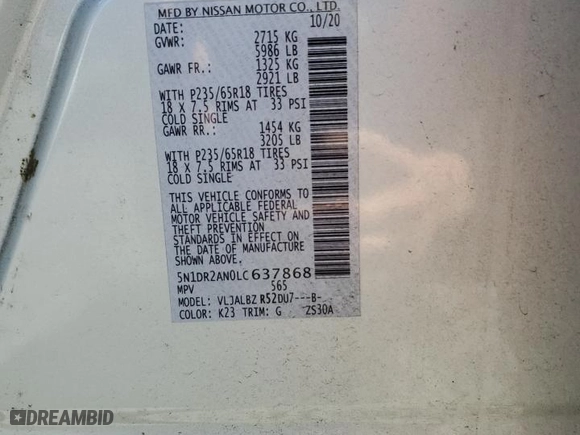 MFD BY NISSAN MOTOR CO., LTD.
DATE: 10/20
GVWR: 2715 KG
5986 LB
GAWR FR.: 1325 KG
2921 LB
WITH P235/65R18 TIRES
18 X 7.5 RIMS AT 33 PSI
COLD SINGLE
GAWR RR.: 1454 KG
3205 LB
WITH P235/65R18 TIRES
18 X 7.5 RIMS AT 33 PSI
COLD SINGLE
THIS VEHICLE CONFORMS TO
ALL APPLICABLE FEDERAL
MOTOR VEHICLE SAFETY AND
THEFT PREVENTION
STANDARDS IN EFFECT ON
THE DATE OF MANUFACTURE
SHOWN ABOVE.
5N1DR2AN0LC637868
MPV 565
MODEL: VLJALBZ R52DU7---B-
COLOR: K23 TRIM: G ZS30A
DREAMBID